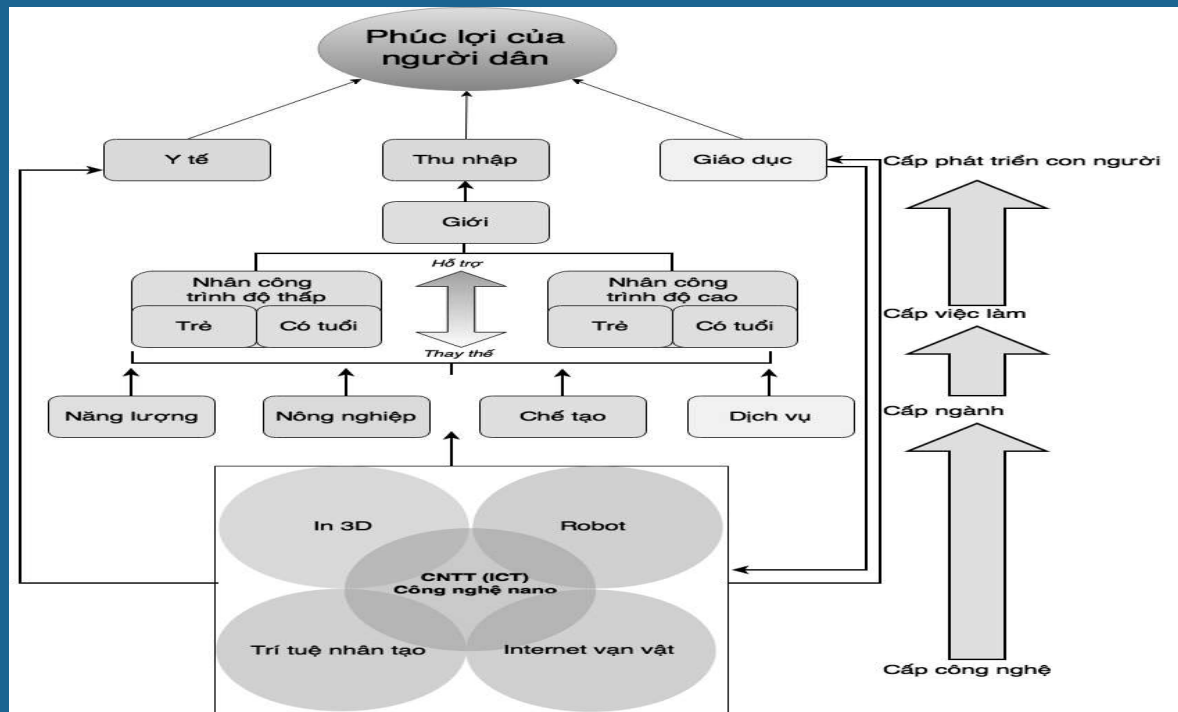 Phúc lợi của
người dân
Y tế
Thu nhập
Giáo dục
Cấp phát triển con người
Giới
Hỗ trợ
Nhân công
trình độ thấp
Trẻ
Có tuổi
Nhân công
trình độ cao
Trẻ
Có tuổi
Cấp việc làm
Thay thế
Năng lượng
Nông nghiệp
Chế tạo
Dịch vụ
Cấp ngành
In 3D
Robot
CNTT (ICT)
Công nghệ nano
Trí tuệ nhân tạo
Internet vạn vật
Cấp công nghệ